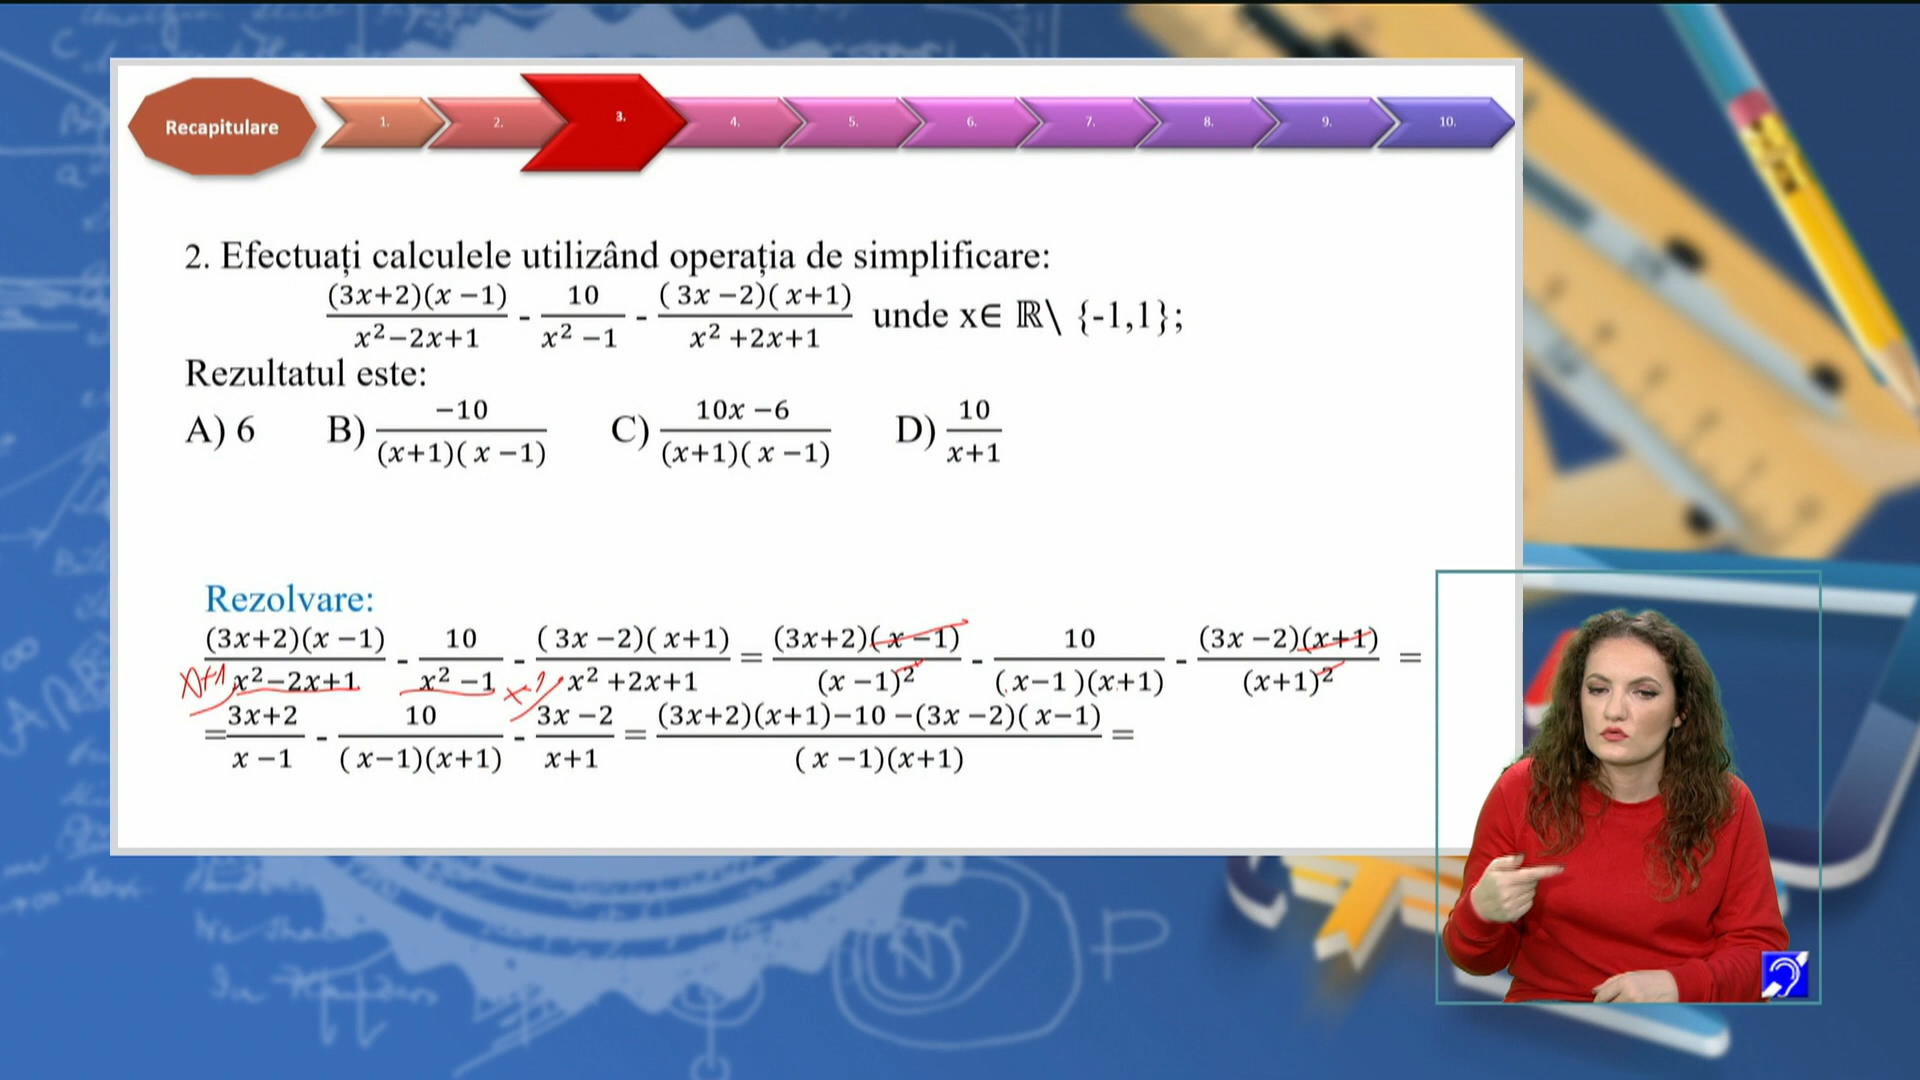 Recapitulare 1. 2. 3. 4. 5. 6. 7. 8. 9. 10.
2. Efectuați calculele utilizând operația de simplificare:
(3x+2)(x −1)/x²−2x+1 - 10/x² −1 - ( 3x −2)( x+1)/x² +2x+1 unde x∈ ℝ\ {-1,1};
Rezultatul este:
A) 6 B) −10/(x+1)( x −1) C) 10x −6/(x+1)( x −1) D) 10/x+1
Rezolvare:
(3x+2)(x −1)/x²−2x+1 - 10/x² −1 - ( 3x −2)( x+1)/x² +2x+1 = (3x+2)( x −1)/(x −1)² - 10/( x−1 )(x+1) - (3x −2)(x+1)/(x+1)² =
x+1
= 3x+2/x −1 - 10/( x−1)(x+1) - 3x −2/x+1 = (3x+2)(x+1)−10 −(3x −2)( x−1)/( x −1)(x+1) =
P